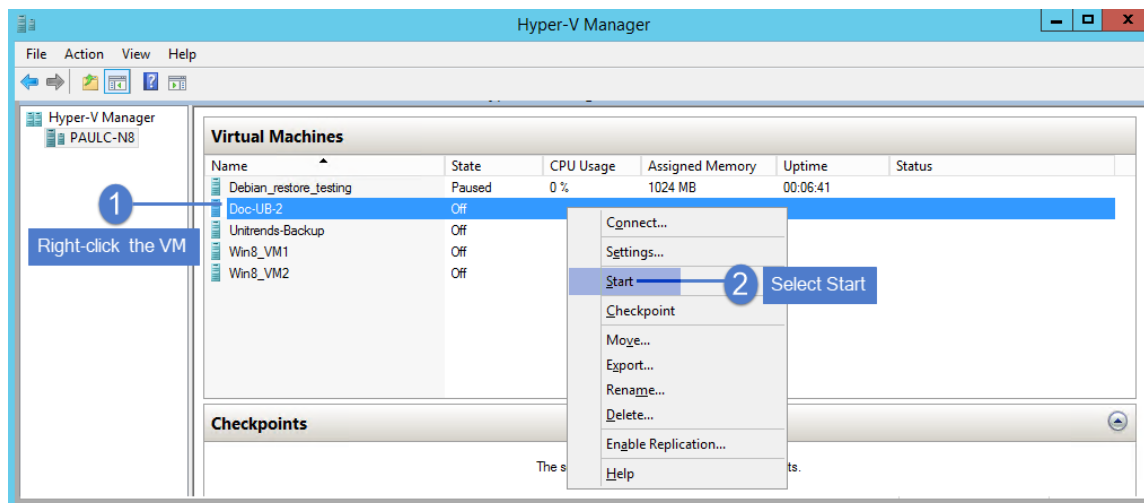 Hyper-V Manager
File Action View Help
Hyper-V Manager
PAULC-N8
Virtual Machines
Name State CPU Usage Assigned Memory Uptime Status
Debian_restore_testing Paused 0 % 1024 MB 00:06:41
1
Doc-UB-2 Off
Right-click the VM
Unitrends-Backup Off
Win8_VM1 Off
Win8_VM2 Off
Connect...
Settings...
Start
2
Select Start
Checkpoint
Move...
Export...
Rename...
Delete...
Enable Replication...
Help
Checkpoints
The s
ts.